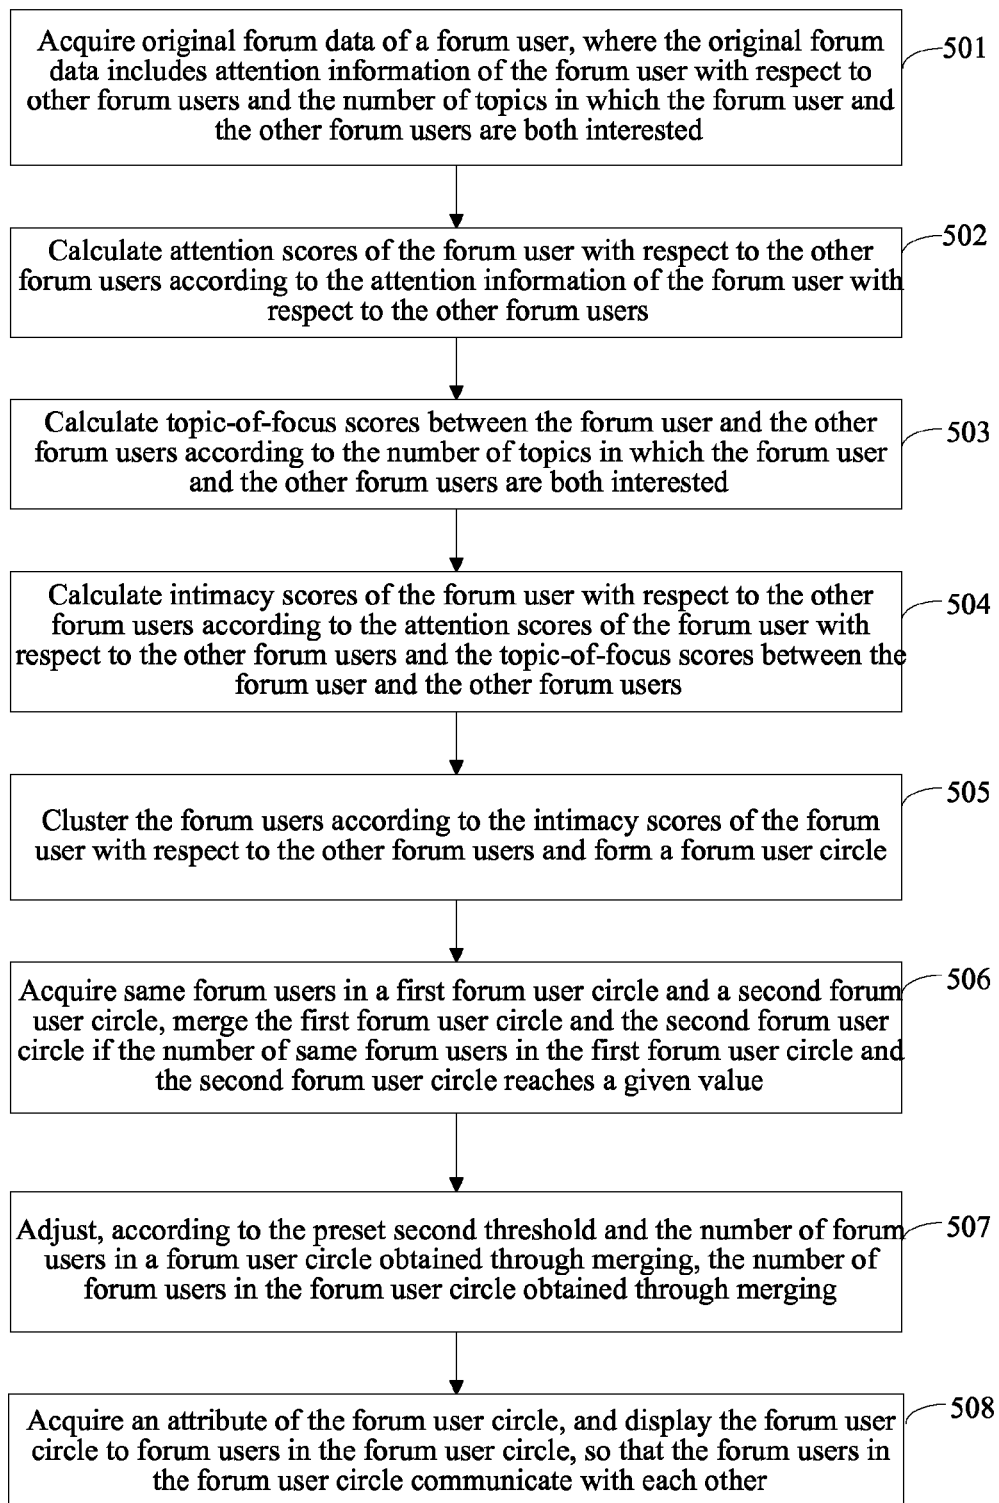 Acquire original forum data of a forum user, where the original forum
data includes attention information of the forum user with respect to
other forum users and the number of topics in which the forum user and
the other forum users are both interested
501
Calculate attention scores of the forum user with respect to the other
forum users according to the attention information of the forum user with
respect to the other forum users
502
Calculate topic-of-focus scores between the forum user and the other
forum users according to the number of topics in which the forum user
and the other forum users are both interested
503
Calculate intimacy scores of the forum user with respect to the other
forum users according to the attention scores of the forum user with
respect to the other forum users and the topic-of-focus scores between the
forum user and the other forum users
504
Cluster the forum users according to the intimacy scores of the forum
user with respect to the other forum users and form a forum user circle
505
Acquire same forum users in a first forum user circle and a second forum
user circle, merge the first forum user circle and the second forum user
circle if the number of same forum users in the first forum user circle and
the second forum user circle reaches a given value
506
Adjust, according to the preset second threshold and the number of forum
users in a forum user circle obtained through merging, the number of
forum users in the forum user circle obtained through merging
507
Acquire an attribute of the forum user circle, and display the forum user
circle to forum users in the forum user circle, so that the forum users in
the forum user circle communicate with each other
508